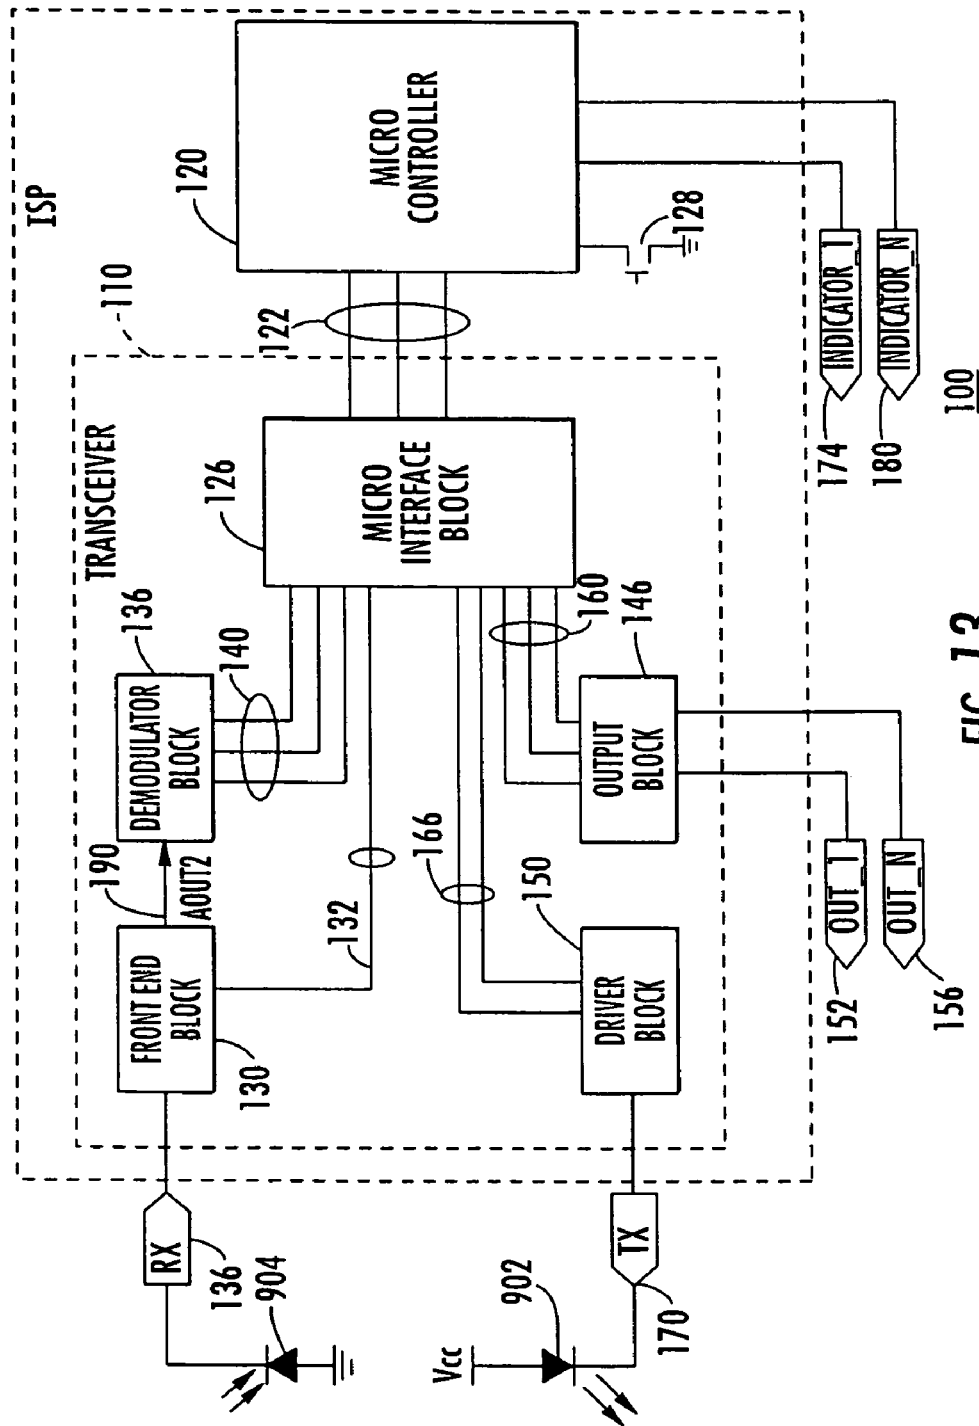 ISP
110
TRANSCEIVER
120
MICRO
CONTROLLER
122
128
126
MICRO
INTERFACE
BLOCK
136
DEMODULATOR
BLOCK
140
190
AOUT2
FRONT END
BLOCK
130
132
RX
136
904
166
160
146
OUTPUT
BLOCK
150
DRIVER
BLOCK
TX
170
902
Vcc
OUT_1
152
OUT_N
156
INDICATOR_1
174
INDICATOR_N
180
100
FIG. 13